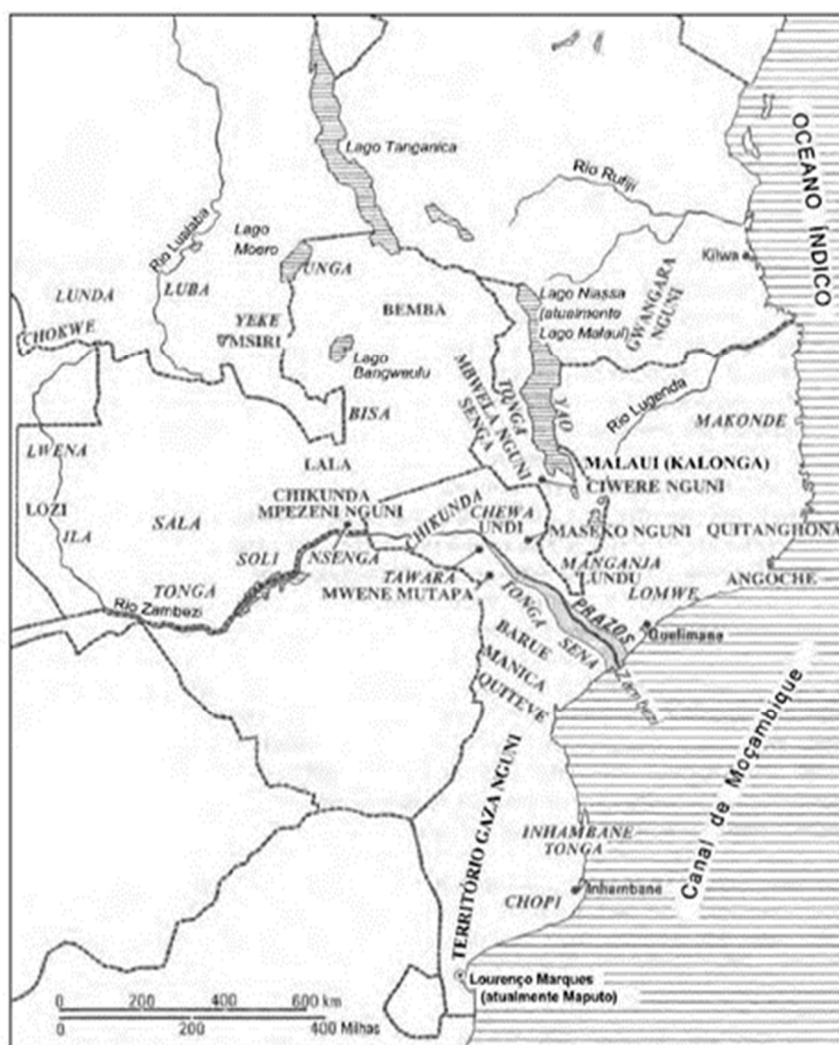 OCEANO ÍNDICO
Lago Tanganica
Rio Rufiji
Rio Lualaba
Lago
Moero
UNGA
Kilwa
LUNDA
LUBA
BEMBA
Lago Niassa
(atualmente
Lago Malaui)
GWANGARA
NGUNI
CHOKWE
YEKE
MSIRI
Lago
Bangweulu
MBWELA NGUNI
SENGA
TONGA
YAO
Rio Lugenda
BISA
MAKONDE
LWENA
LALA
MALAUI (KALONGA)
CIWERE NGUNI
LOZI
ILA
SALA
CHIKUNDA
MPEZENI NGUNI
CHIKUNDA
CHEWA
UNDI
MASEKO NGUNI
QUITANGHONA
SOLI
NSENGA
MANGANJA
LUNDU
ANGOCHE
TONGA
TAWARA
MWENE MUTAPA
LOMWE
Rio Zambezi
TONGA
PRAZOS
SENA
Quelimane
BARUE
MANICA
QUITEVE
Zambezi
Canal de Moçambique
TERRITÓRIO GAZA NGUNI
INHAMBANE
TONGA
Inhambane
CHOPI
Lourenço Marques
(atualmente Maputo)
0 200 400 600 km
0 200 400 Milhas